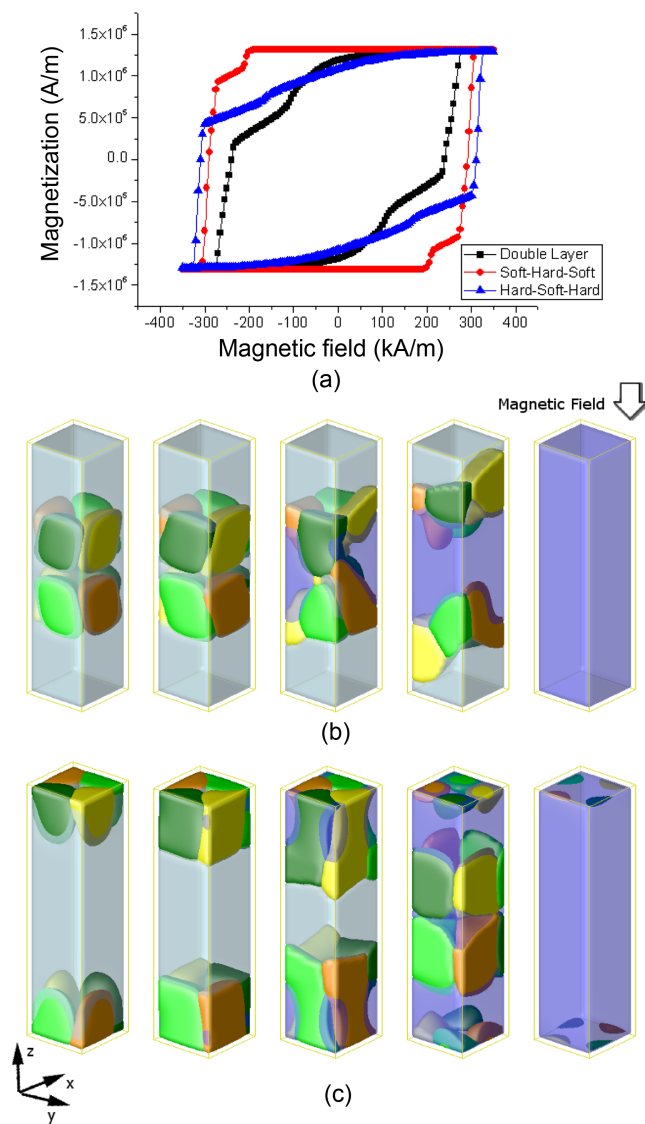 (a)
Magnetization (A/m)
1.5x10⁶
1.0x10⁶
5.0x10⁵
0.0
-5.0x10⁶
-1.0x10⁶
-1.5x10⁶
Double Layer
Soft-Hard-Soft
Hard-Soft-Hard
-400 -300 -200 -100 0 100 200 300 400
Magnetic field (kA/m)
(a)
Magnetic Field
(b)
z
x
y
(c)